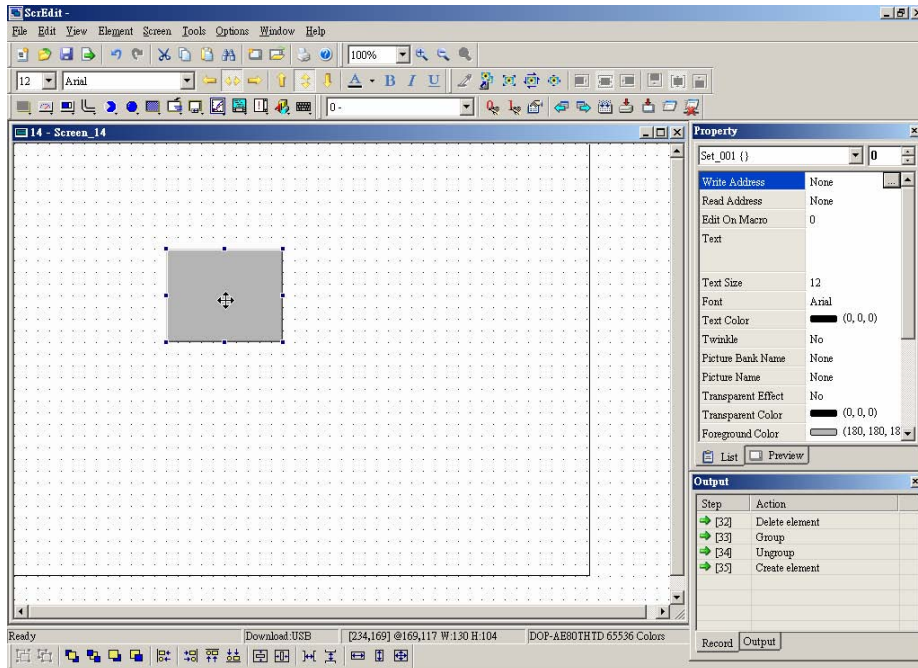 ScrEdit -
File Edit View Element Screen Tools Options Window Help
100%
12 Arial A B I U
0 -
14 - Screen_14
Property
Set_001 {} 0
Write Address None ...
Read Address None
Edit On Macro 0
Text
Text Size 12
Font Arial
Text Color (0, 0, 0)
Twinkle No
Picture Bank Name None
Picture Name None
Transparent Effect No
Transparent Color (0, 0, 0)
Foreground Color (180, 180, 18
List Preview
Output
Step Action
[32] Delete element
[33] Group
[34] Ungroup
[35] Create element
Record Output
Ready Download:USB [234,169] @169,117 W:130 H:104 DOP-AE80THTD 65536 Colors